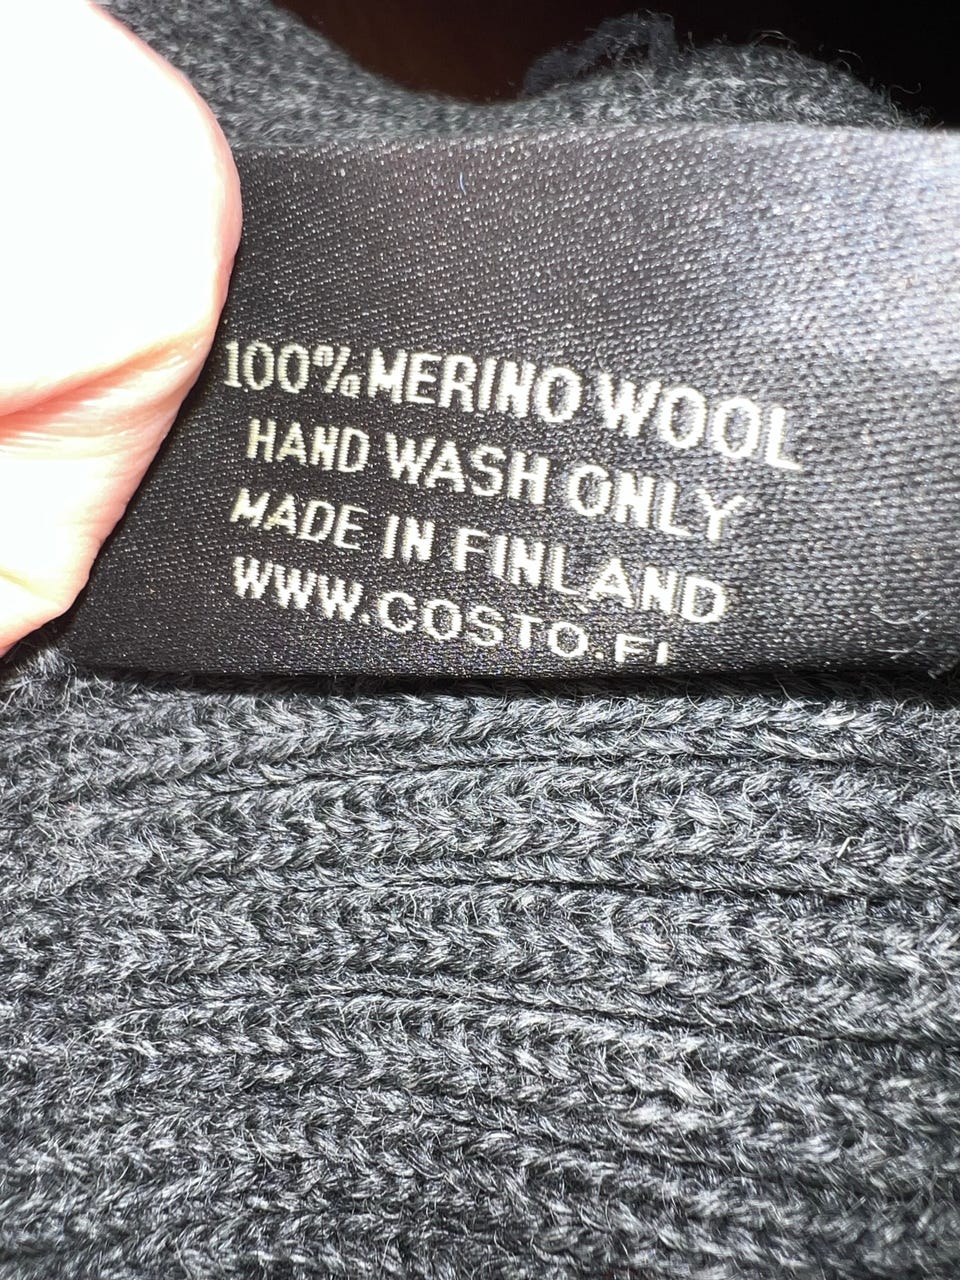 100% MERINO WOOL
HAND WASH ONLY
MADE IN FINLAND
WWW.COSTO.FI